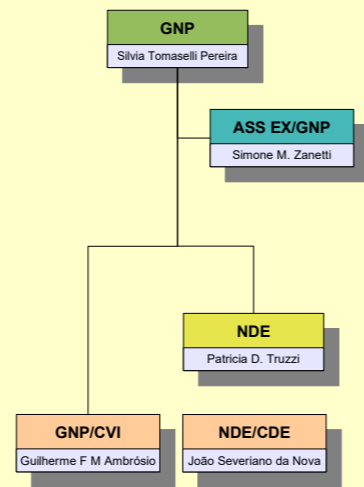 GNP
Silvia Tomaselli Pereira
ASS EX/GNP
Simone M. Zanetti
NDE
Patricia D. Truzzi
GNP/CVI
Guilherme F M Ambrósio
NDE/CDE
João Severiano da Nova